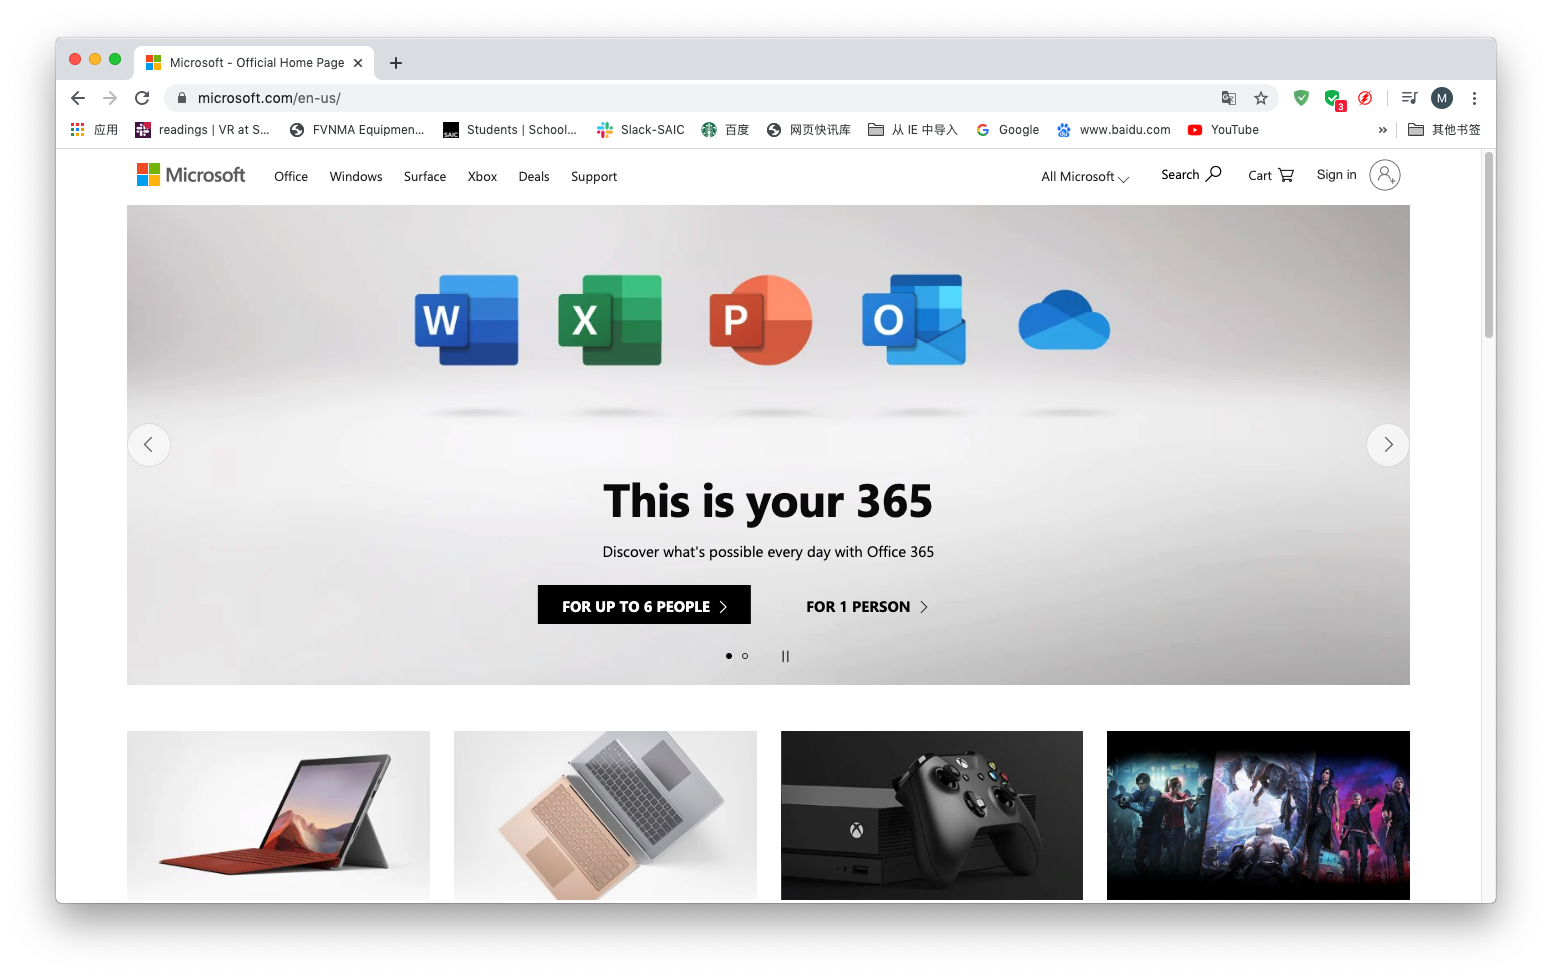 Microsoft - Official Home Page
microsoft.com/en-us/
3
M
应用 readings | VR at S... FVNMA Equipmen... SAIC Students | School... Slack-SAIC 百度 网页快讯库 从 IE 中导入 Google www.baidu.com YouTube » 其他书签
Microsoft Office Windows Surface Xbox Deals Support All Microsoft Search Cart Sign in
W X P O
This is your 365
Discover what's possible every day with Office 365
FOR UP TO 6 PEOPLE FOR 1 PERSON